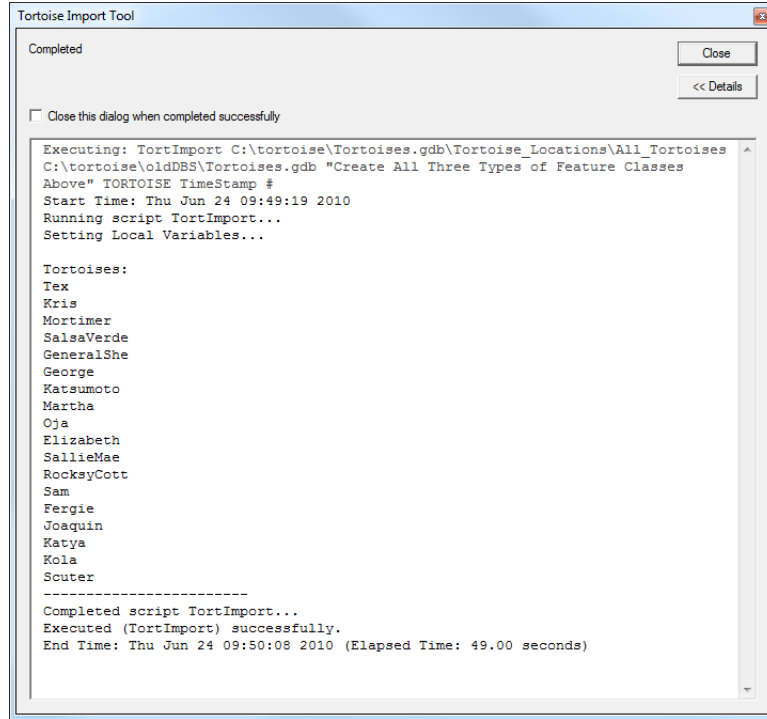 Tortoise Import Tool
Completed
Close
<< Details
Close this dialog when completed successfully
Executing: TortImport C:\tortoise\Tortoises.gdb\Tortoise_Locations\All_Tortoises
C:\tortoise\oldDBS\Tortoises.gdb "Create All Three Types of Feature Classes
Above" TORTOISE TimeStamp #
Start Time: Thu Jun 24 09:49:19 2010
Running script TortImport...
Setting Local Variables...
Tortoises:
Tex
Kris
Mortimer
SalsaVerde
GeneralShe
George
Katsumoto
Martha
Oja
Elizabeth
SallieMae
RocksyCott
Sam
Fergie
Joaquin
Katya
Kola
Scuter
------------------------
Completed script TortImport...
Executed (TortImport) successfully.
End Time: Thu Jun 24 09:50:08 2010 (Elapsed Time: 49.00 seconds)